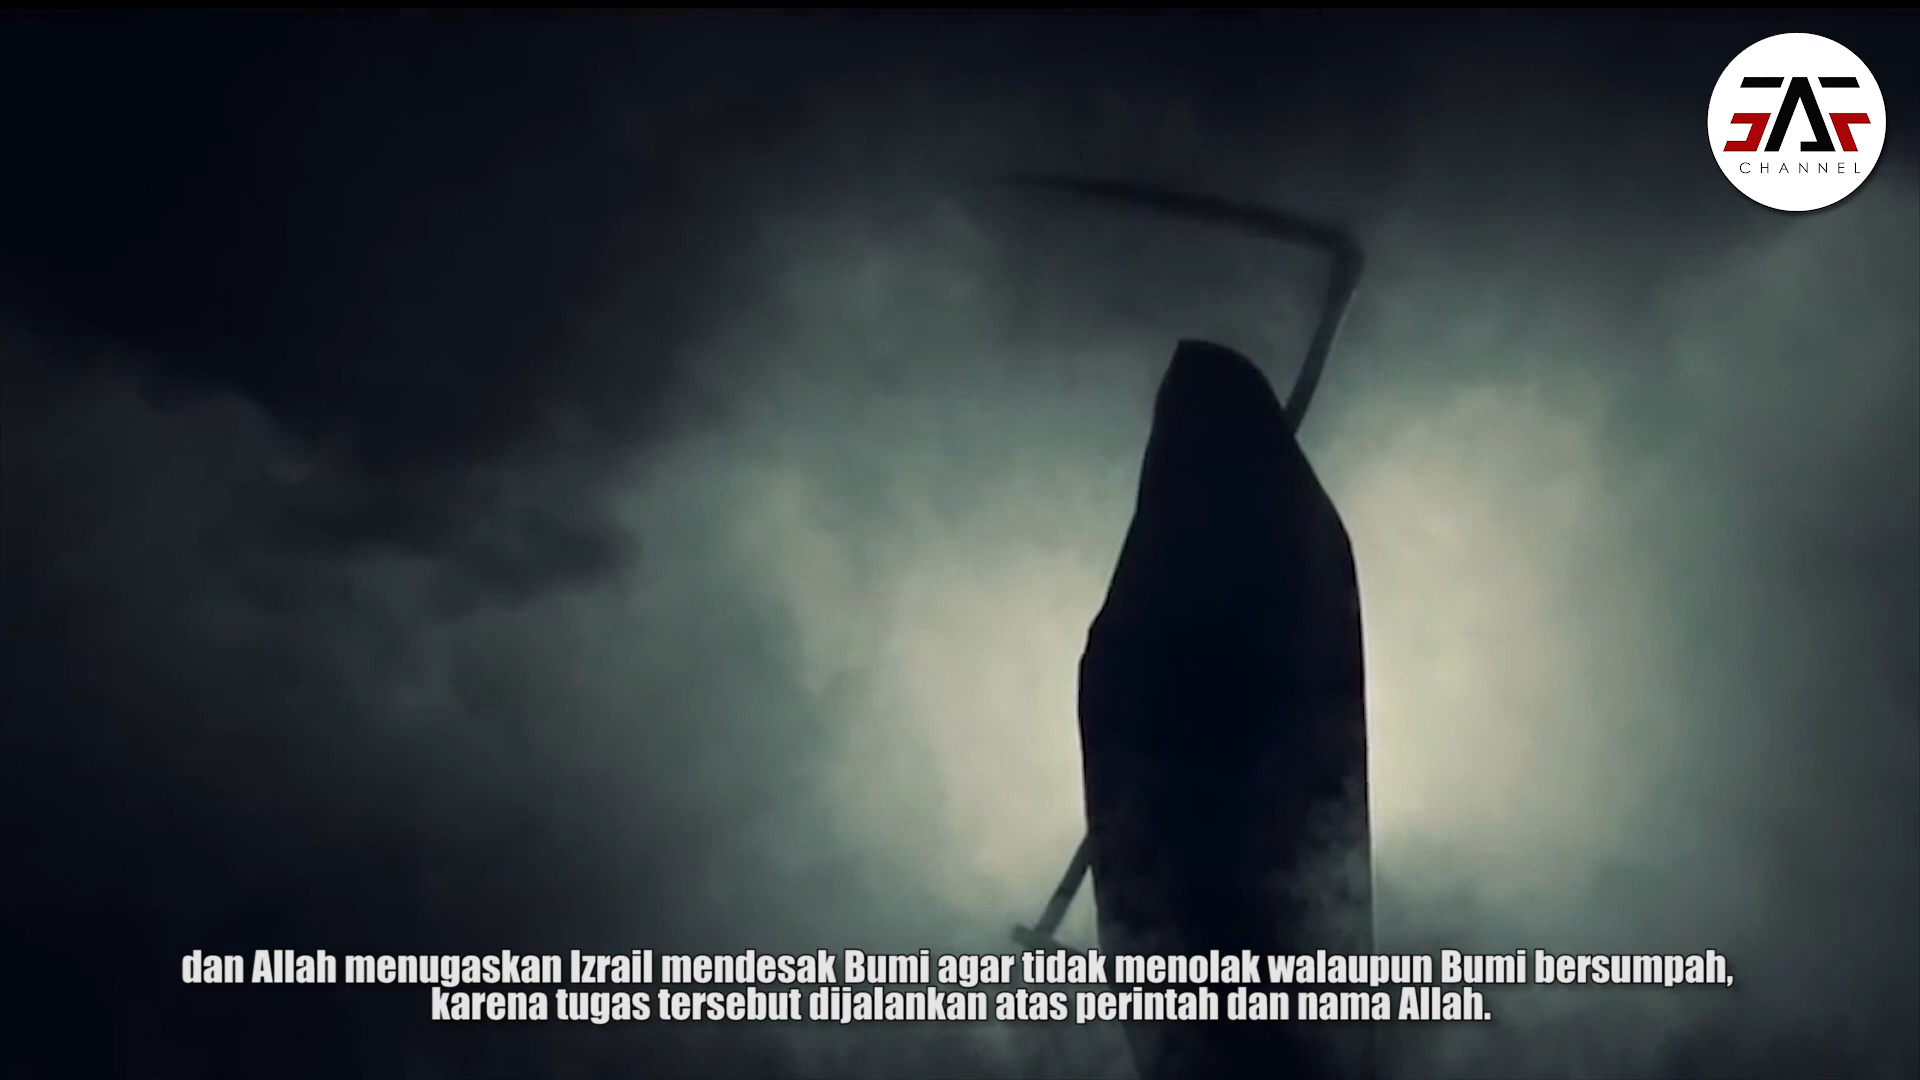 CHANNEL
dan Allah menugaskan Izrail mendesak Bumi agar tidak menolak walaupun Bumi bersumpah,
karena tugas tersebut dijalankan atas perintah dan nama Allah.